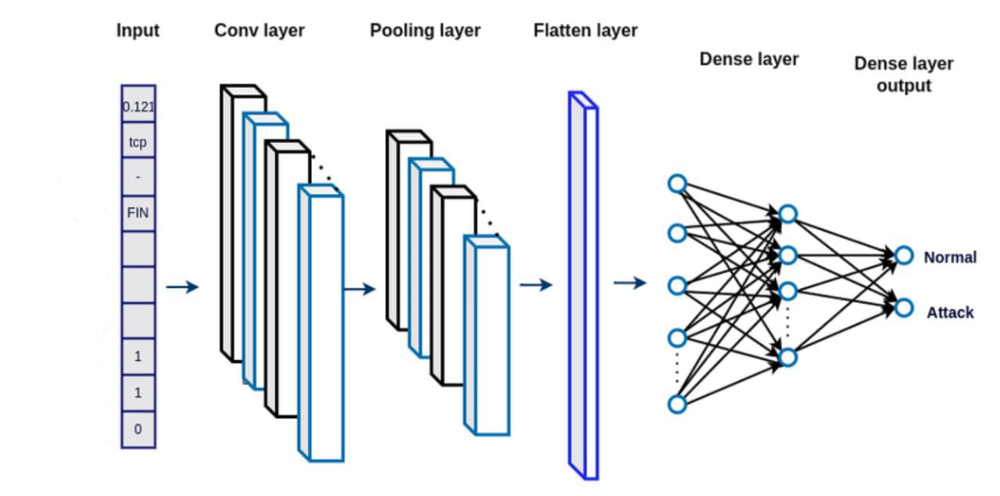 Input
Conv layer
Pooling layer
Flatten layer
Dense layer
Dense layer
output
0.121
tcp
-
FIN
1
1
0
Normal
Attack